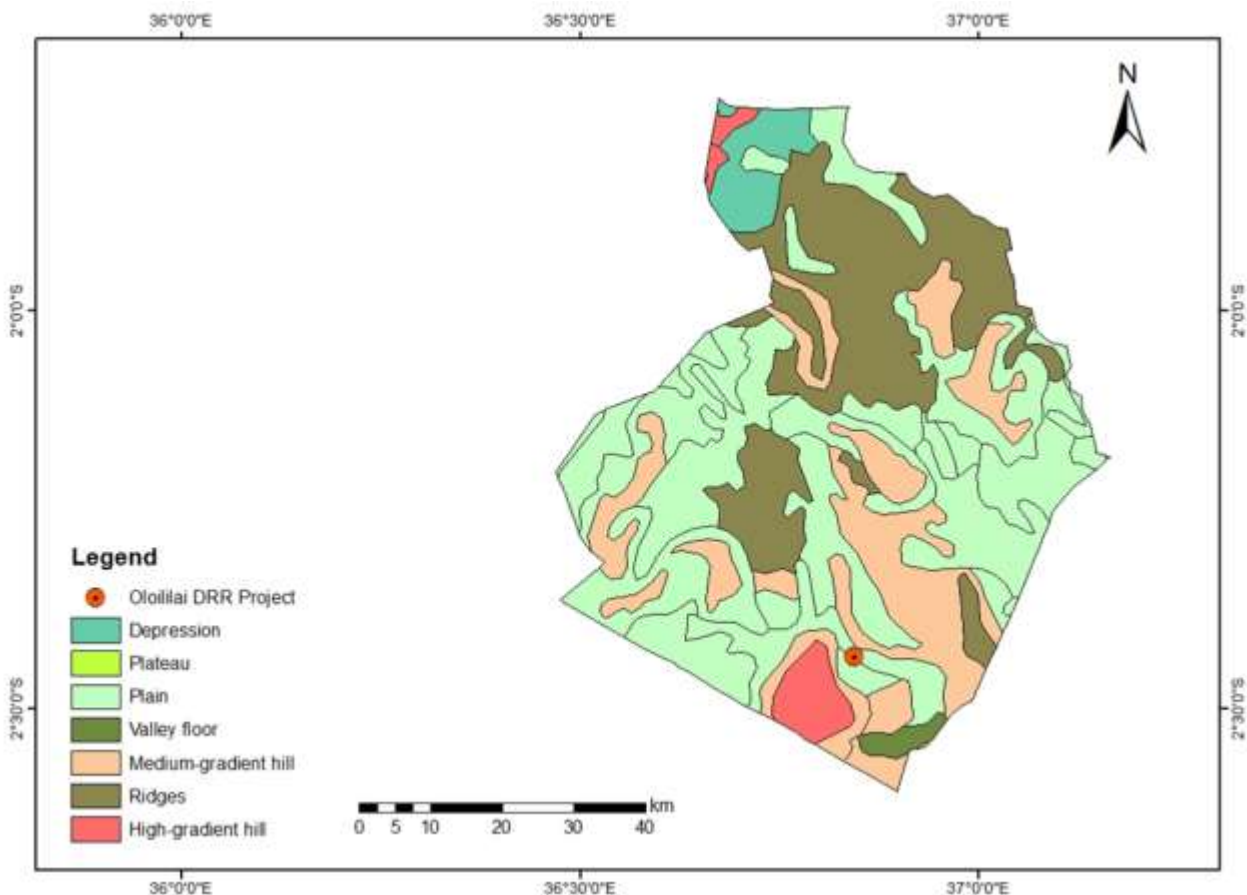 36°0'0"E
36°30'0"E
37°0'0"E
N
2°0'0"S
2°0'0"S
Legend
Oloililai DRR Project
Depression
Plateau
Plain
Valley floor
Medium-gradient hill
Ridges
High-gradient hill
2°30'0"S
2°30'0"S
km
0 5 10 20 30 40
36°0'0"E
36°30'0"E
37°0'0"E